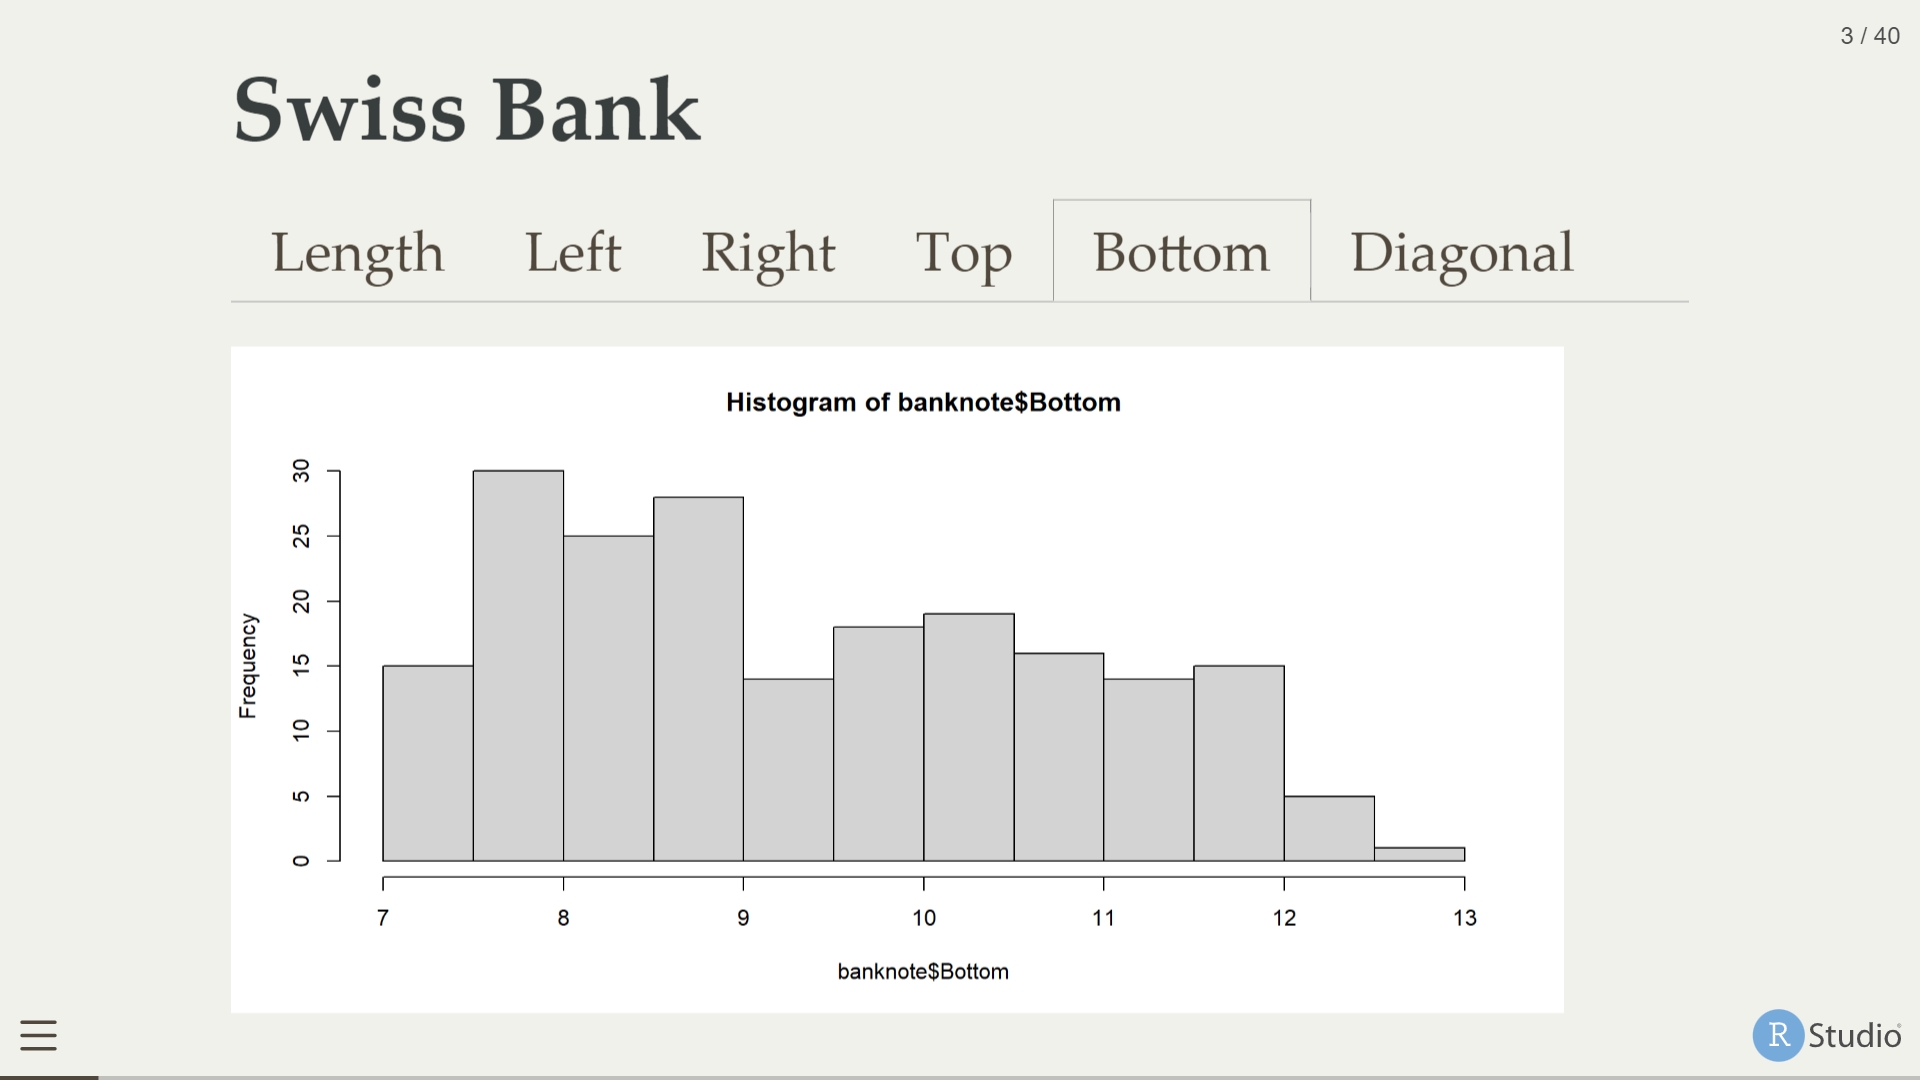 3 / 40
Swiss Bank
Length Left Right Top Bottom Diagonal
Histogram of banknote$Bottom
Frequency
30
25
20
15
10
5
0
7 8 9 10 11 12 13
banknote$Bottom
R Studio